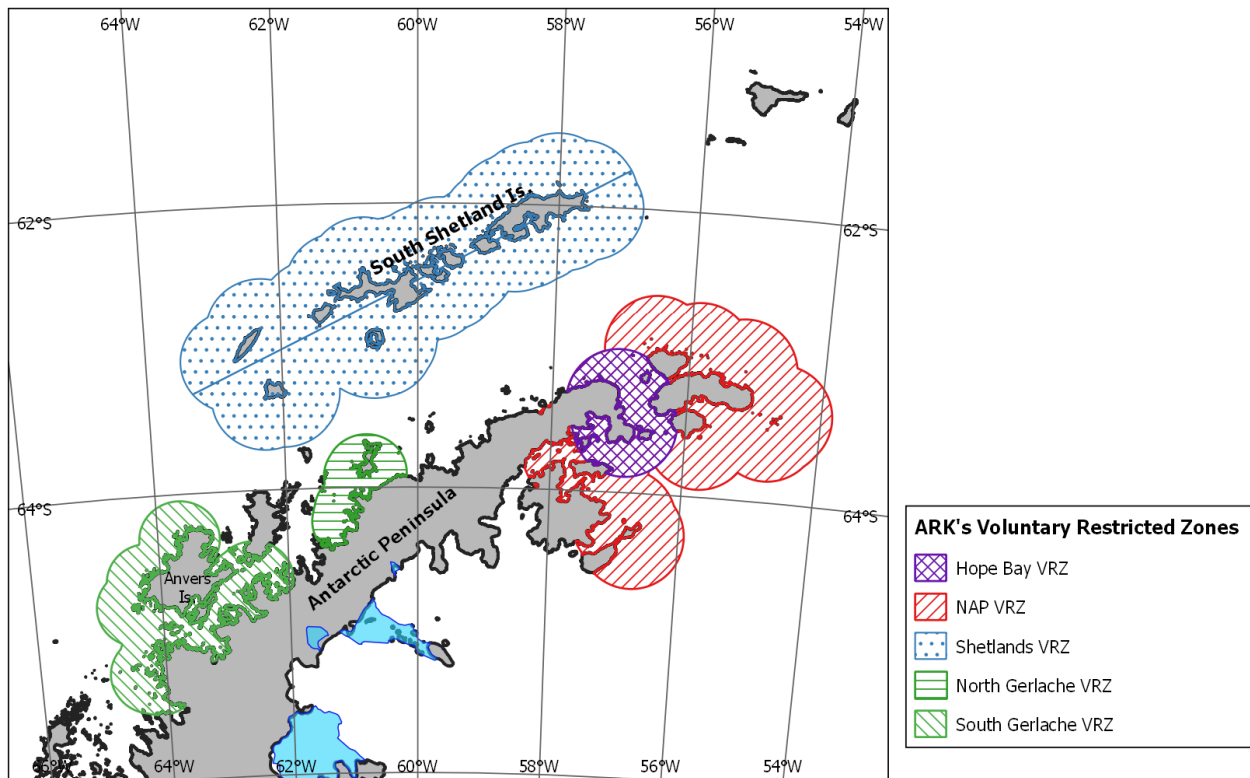 64°W 62°W 60°W 58°W 56°W 54°W
62°S 62°S
South Shetland Is.
64°S 64°S
Antarctic Peninsula
Anvers
Is.
66°W 64°W 62°W 60°W 58°W 56°W 54°W
ARK's Voluntary Restricted Zones
Hope Bay VRZ
NAP VRZ
Shetlands VRZ
North Gerlache VRZ
South Gerlache VRZ